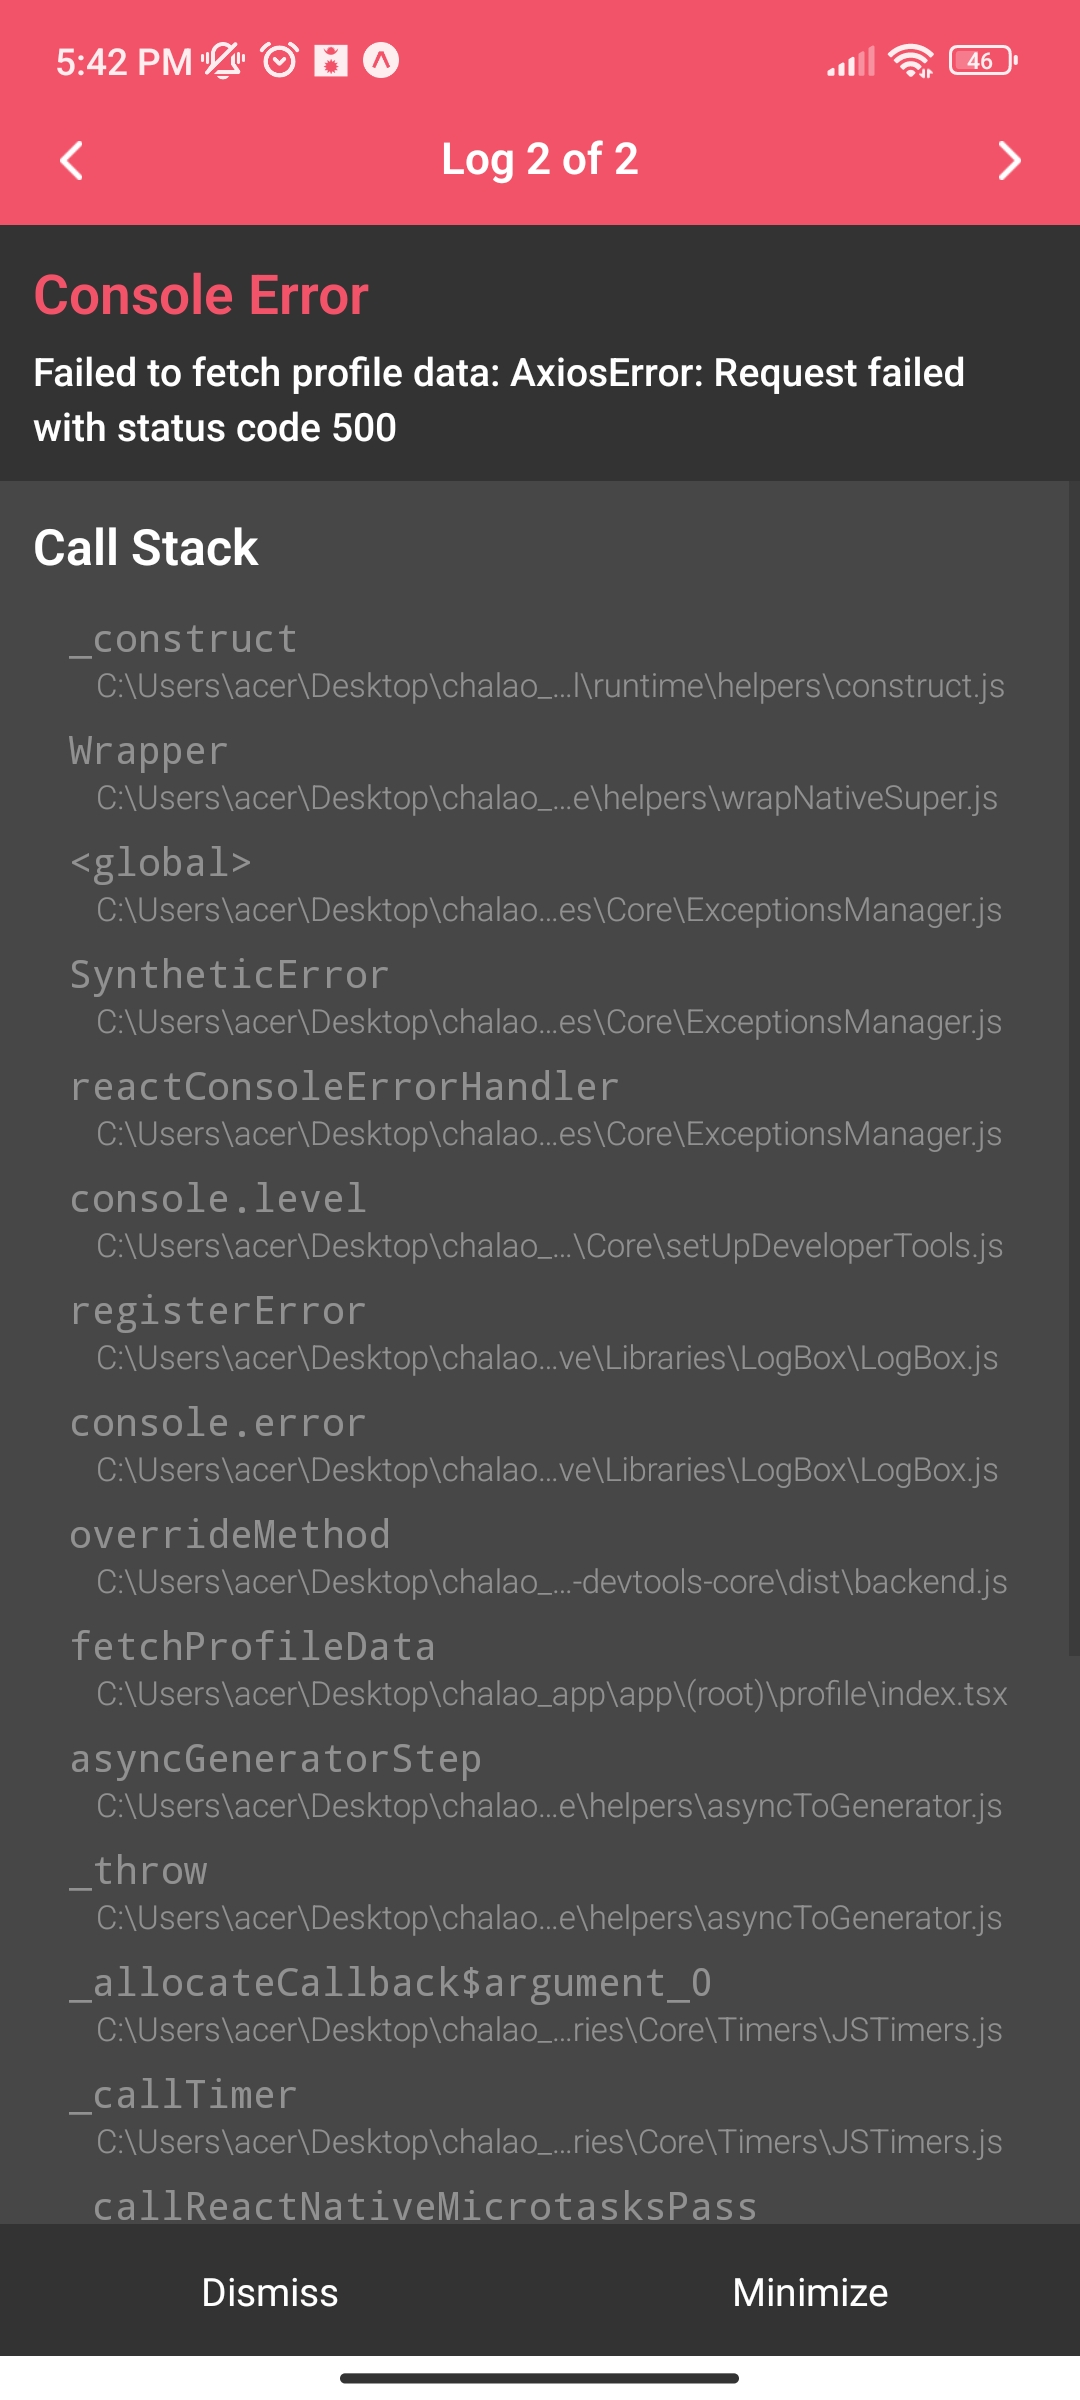 5:42 PM
46
Log 2 of 2
Console Error
Failed to fetch profile data: AxiosError: Request failed
with status code 500
Call Stack
_construct
C:\Users\acer\Desktop\chalao_...l\runtime\helpers\construct.js
Wrapper
C:\Users\acer\Desktop\chalao_...e\helpers\wrapNativeSuper.js
<global>
C:\Users\acer\Desktop\chalao...es\Core\ExceptionsManager.js
SyntheticError
C:\Users\acer\Desktop\chalao...es\Core\ExceptionsManager.js
reactConsoleErrorHandler
C:\Users\acer\Desktop\chalao...es\Core\ExceptionsManager.js
console.level
C:\Users\acer\Desktop\chalao_...\Core\setUpDeveloperTools.js
registerError
C:\Users\acer\Desktop\chalao...ve\Libraries\LogBox\LogBox.js
console.error
C:\Users\acer\Desktop\chalao...ve\Libraries\LogBox\LogBox.js
overrideMethod
C:\Users\acer\Desktop\chalao_...-devtools-core\dist\backend.js
fetchProfileData
C:\Users\acer\Desktop\chalao_app\app\(root)\profile\index.tsx
asyncGeneratorStep
C:\Users\acer\Desktop\chalao...e\helpers\asyncToGenerator.js
_throw
C:\Users\acer\Desktop\chalao...e\helpers\asyncToGenerator.js
_allocateCallback$argument_0
C:\Users\acer\Desktop\chalao_...ries\Core\Timers\JSTimers.js
_callTimer
C:\Users\acer\Desktop\chalao_...ries\Core\Timers\JSTimers.js
callReactNativeMicrotasksPass
Dismiss
Minimize